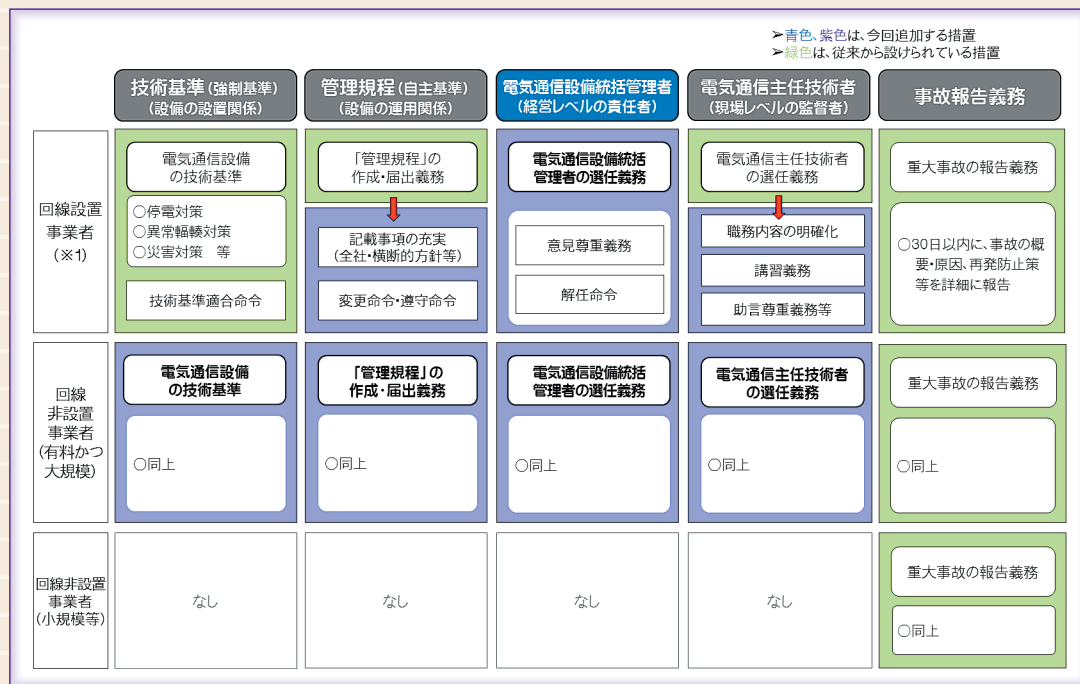 ➢青色、紫色は、今回追加する措置
➢緑色は、従来から設けられている措置
技術基準(強制基準)
(設備の設置関係)
管理規程(自主基準)
(設備の運用関係)
電気通信設備統括管理者
(経営レベルの責任者)
電気通信主任技術者
(現場レベルの監督者)
事故報告義務
回線設置
事業者
(※1)
電気通信設備
の技術基準
○停電対策
○異常輻輳対策
○災害対策 等
技術基準適合命令
「管理規程」の
作成・届出義務
記載事項の充実
(全社・横断的方針等)
変更命令・遵守命令
電気通信設備統括
管理者の選任義務
意見尊重義務
解任命令
電気通信主任技術者
の選任義務
職務内容の明確化
講習義務
助言尊重義務等
重大事故の報告義務
○30日以内に、事故の概
要・原因、再発防止策
等を詳細に報告
回線
非設置
事業者
(有料かつ
大規模)
電気通信設備
の技術基準
○同上
「管理規程」の
作成・届出義務
○同上
電気通信設備統括
管理者の選任義務
○同上
電気通信主任技術者
の選任義務
○同上
重大事故の報告義務
○同上
回線非設置
事業者
(小規模等)
なし
なし
なし
なし
重大事故の報告義務
○同上